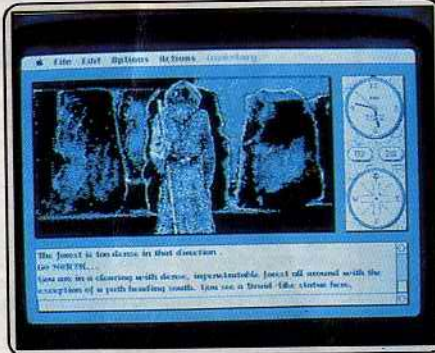 File Edit Options Actions Inventory
The forest is too dense in that direction.
Go NORTH...
You are in a clearing with dense, impenetrable forest all around with the
exception of a path heading south. You see a Druid-like statue here.